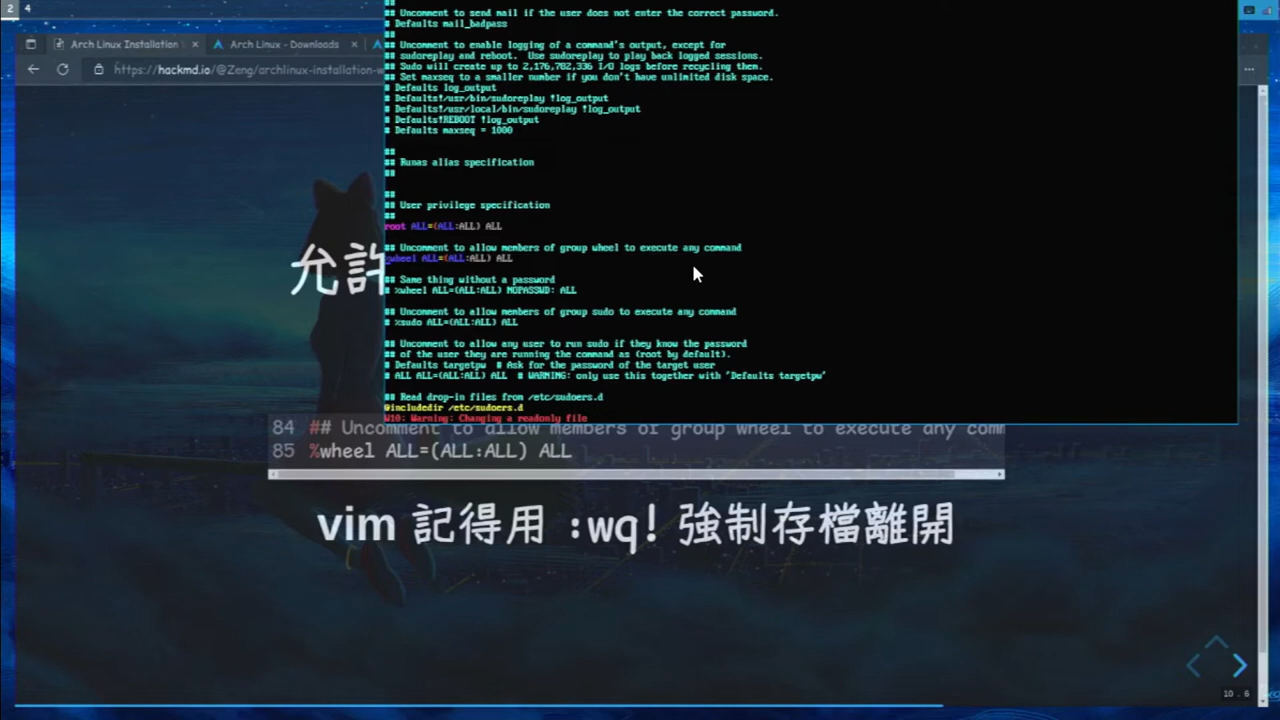 2 4
Arch Linux Installation
Arch Linux - Downloads
https://hackmd.io/@Zeng/archlinux-installation-w
##
## Uncomment to send mail if the user does not enter the correct password.
# Defaults mail_badpass
##
## Uncomment to enable logging of a command's output, except for
## sudoreplay and reboot. Use sudoreplay to play back logged sessions.
## Sudo will create up to 2,176,782,336 I/O logs before recycling them.
## Set maxseq to a smaller number if you don't have unlimited disk space.
# Defaults log_output
# Defaults!/usr/bin/sudoreplay !log_output
# Defaults!/usr/local/bin/sudoreplay !log_output
# Defaults!REBOOT !log_output
# Defaults maxseq = 1000
##
## Runas alias specification
##
##
## User privilege specification
##
root ALL=(ALL:ALL) ALL
## Uncomment to allow members of group wheel to execute any command
%wheel ALL=(ALL:ALL) ALL
## Same thing without a password
# %wheel ALL=(ALL:ALL) NOPASSWD: ALL
## Uncomment to allow members of group sudo to execute any command
# %sudo ALL=(ALL:ALL) ALL
## Uncomment to allow any user to run sudo if they know the password
## of the user they are running the command as (root by default).
# Defaults targetpw # Ask for the password of the target user
# ALL ALL=(ALL:ALL) ALL # WARNING: only use this together with 'Defaults targetpw'
## Read drop-in files from /etc/sudoers.d
@includedir /etc/sudoers.d
W10: Warning: Changing a readonly file
允許
84 ## Uncomment to allow members of group wheel to execute any comm
85 %wheel ALL=(ALL:ALL) ALL
vim 記得用 :wq! 強制存檔離開
10 . 6